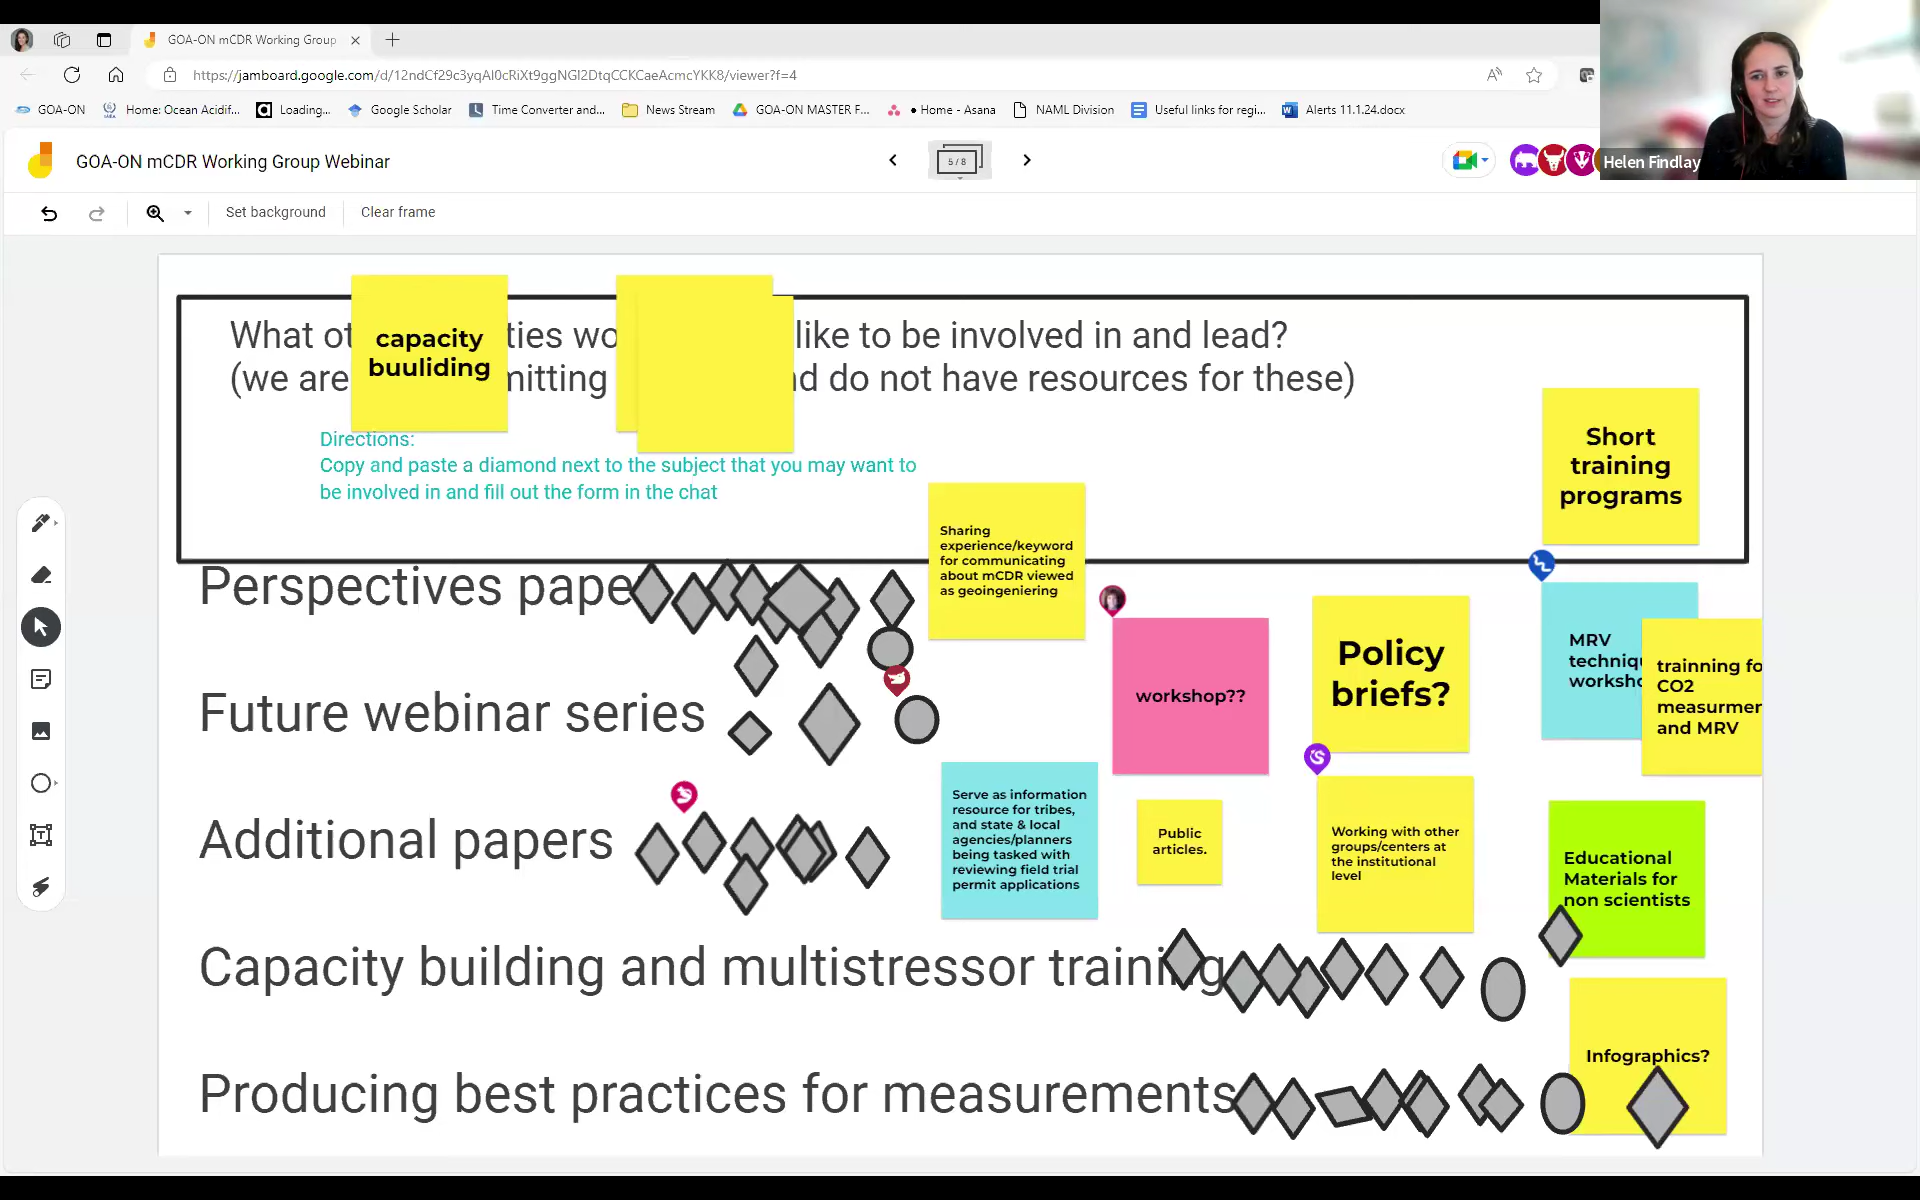 GOA-ON mCDR Working Group
https://jamboard.google.com/d/12ndCf29c3yqAl0cRiXt9ggNGl2DtqCCKCaeAcmcYKK8/viewer?f=4
GOA-ON
Home: Ocean Acidif...
Loading...
Google Scholar
Time Converter and...
News Stream
GOA-ON MASTER F...
• Home - Asana
NAML Division
Useful links for regi...
Alerts 11.1.24.docx
GOA-ON mCDR Working Group Webinar
5 / 8
Helen Findlay
Set background
Clear frame
What ot
ties wo
like to be involved in and lead?
(we are
mitting
nd do not have resources for these)
capacity
buuliding
Directions:
Copy and paste a diamond next to the subject that you may want to
be involved in and fill out the form in the chat
Short
training
programs
Sharing
experience/keyword
for communicating
about mCDR viewed
as geoingeniering
Perspectives pape
workshop??
Policy
briefs?
MRV
techniqu
worksho
trainning fo
CO2
measurmer
and MRV
Future webinar series
Serve as information
resource for tribes,
and state & local
agencies/planners
being tasked with
reviewing field trial
permit applications
Public
articles.
Working with other
groups/centers at
the institutional
level
Educational
Materials for
non scientists
Additional papers
Capacity building and multistressor training
Infographics?
Producing best practices for measurements